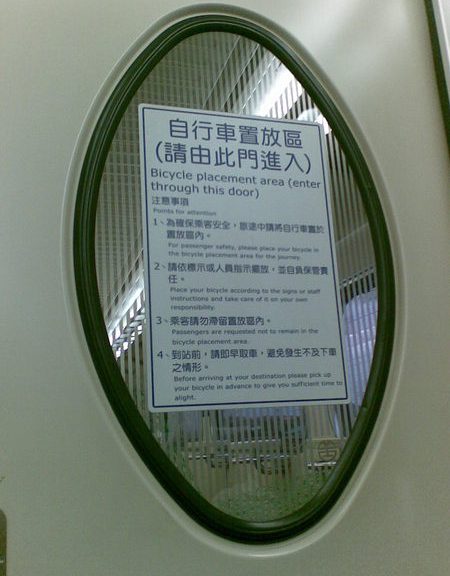 自行車置放區
(請由此門進入)
Bicycle placement area (enter
through this door)
注意事項
Points for attention
1、為確保乘客安全，旅途中請將自行車置於
置放區內。
For passenger safety, please place your bicycle in
the bicycle placement area for the journey.
2、請依標示或人員指示擺放，並自負保管責
任。
Place your bicycle according to the signs or staff
instructions and take care of it on your own
responsibility.
3、乘客請勿滯留置放區內。
Passengers are requested not to remain in the
bicycle placement area.
4、到站前，請即早取車，避免發生不及下車
之情形。
Before arriving at your destination please pick up
your bicycle in advance to give you sufficient time to
alight.